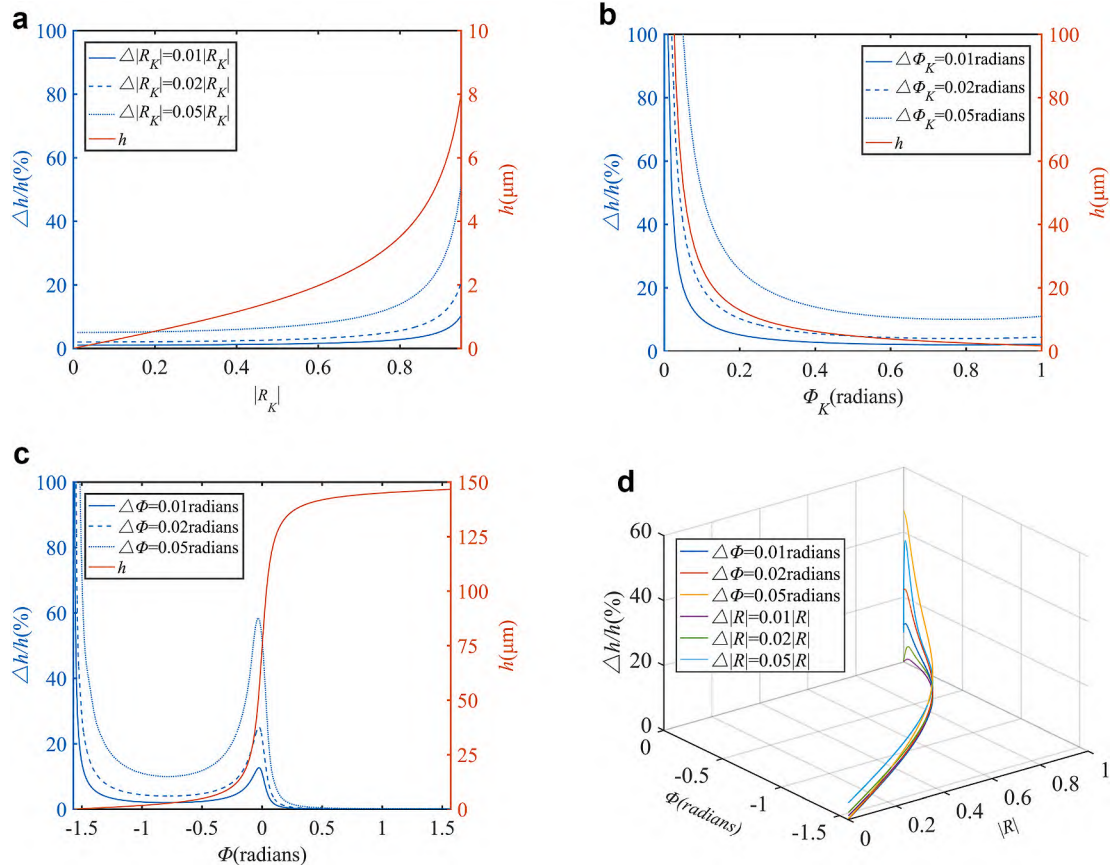 a
100
80
60
40
20
0
△h/h(%)
△|R_K|=0.01|R_K|
△|R_K|=0.02|R_K|
△|R_K|=0.05|R_K|
h
10
8
6
4
2
0
h(μm)
0 0.2 0.4 0.6 0.8
|R_K|
b
100
80
60
40
20
0
△h/h(%)
△Φ_K=0.01radians
△Φ_K=0.02radians
△Φ_K=0.05radians
h
100
80
60
40
20
0
h(μm)
0 0.2 0.4 0.6 0.8 1
Φ_K(radians)
c
100
80
60
40
20
0
△h/h(%)
△Φ=0.01radians
△Φ=0.02radians
△Φ=0.05radians
h
150
125
100
75
50
25
0
h(μm)
-1.5 -1 -0.5 0 0.5 1 1.5
Φ(radians)
d
60
40
20
0
△h/h(%)
△Φ=0.01radians
△Φ=0.02radians
△Φ=0.05radians
△|R|=0.01|R|
△|R|=0.02|R|
△|R|=0.05|R|
0
-0.5
-1
-1.5
Φ(radians)
0 0.2 0.4 0.6 0.8 1
|R|